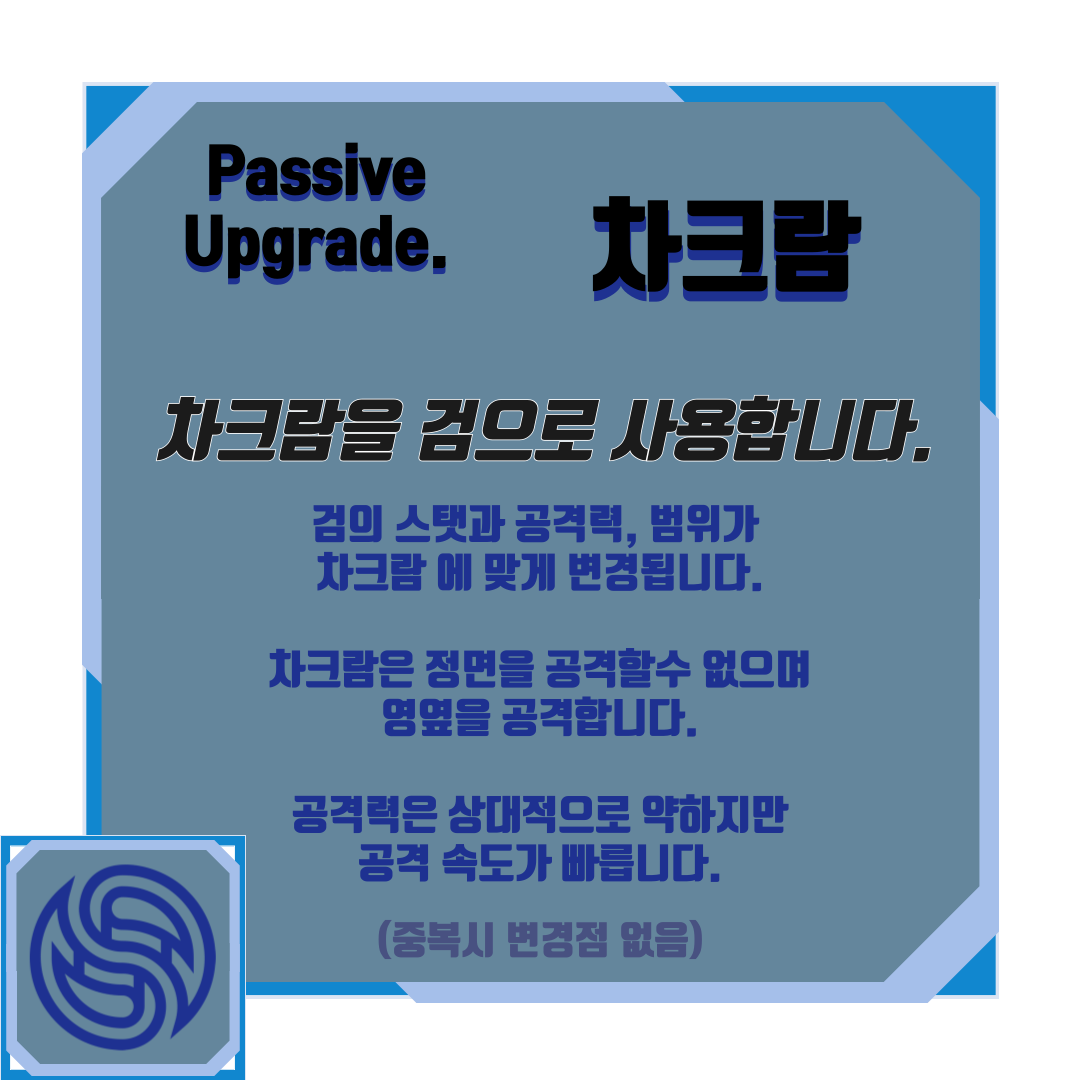 Passive
Upgrade.
차크람
차크람을 검으로 사용합니다.
검의 스탯과 공격력, 범위가
차크람 에 맞게 변경됩니다.
차크람은 정면을 공격할수 없으며
영옆을 공격합니다.
공격력은 상대적으로 약하지만
공격 속도가 빠릅니다.
(중복시 변경점 없음)